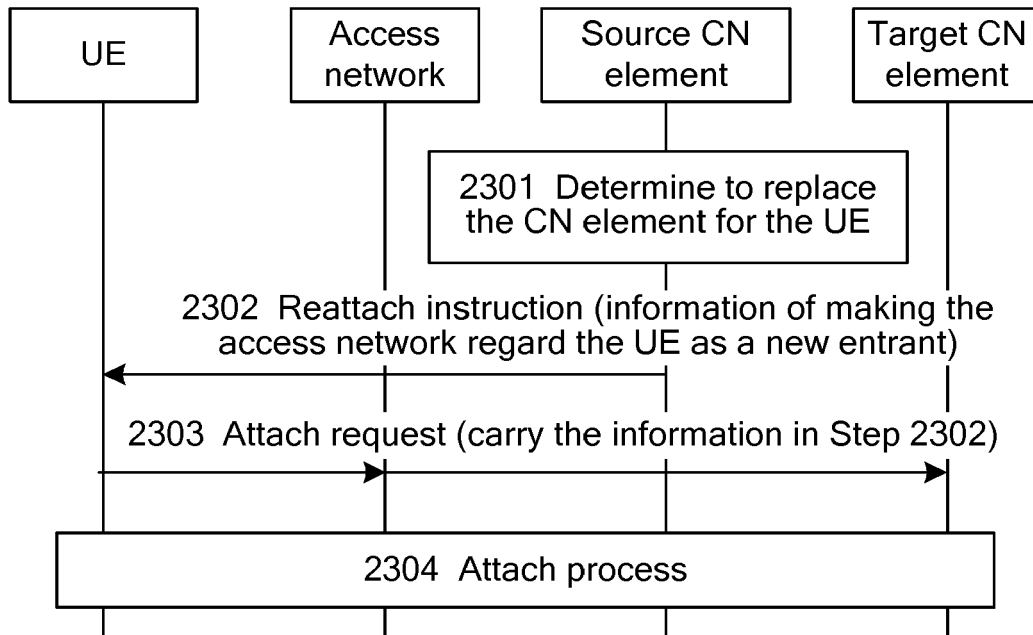 UE
Access
network
Source CN
element
Target CN
element
2301 Determine to replace
the CN element for the UE
2302 Reattach instruction (information of making the
access network regard the UE as a new entrant)
2303 Attach request (carry the information in Step 2302)
2304 Attach process